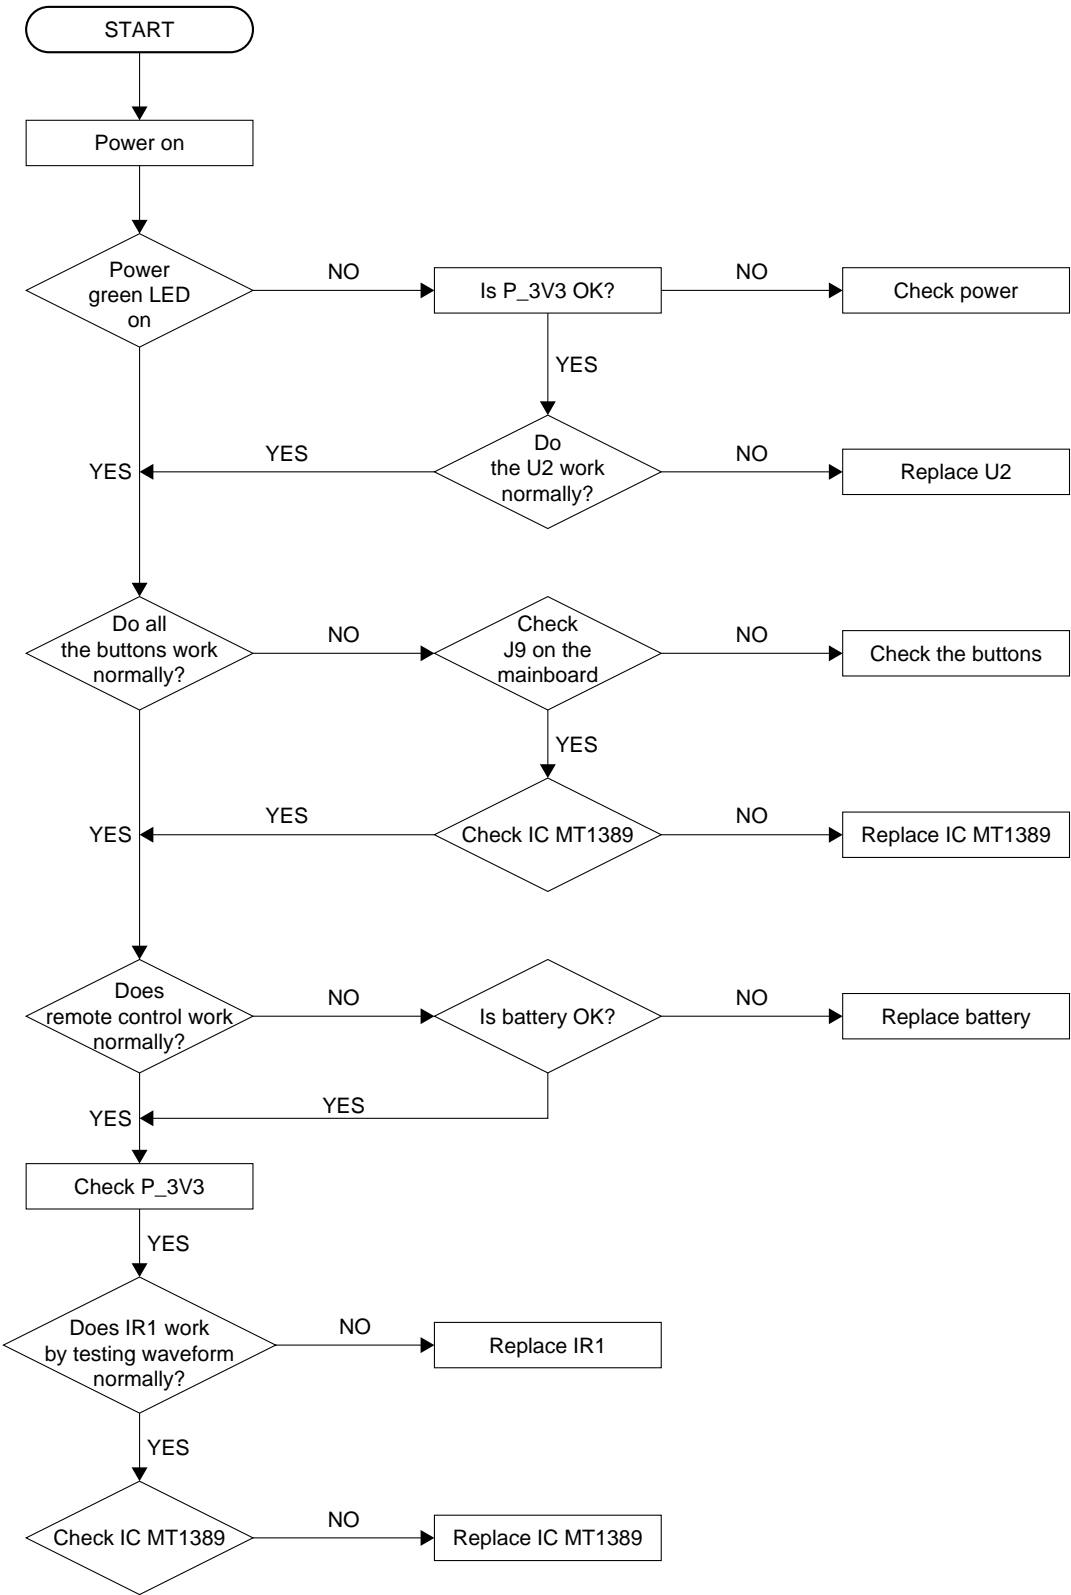 START
Power on
Power
green LED
on
NO
Is P_3V3 OK?
NO
Check power
YES
YES
YES
Do
the U2 work
normally?
NO
Replace U2
Do all
the buttons work
normally?
NO
Check
J9 on the
mainboard
NO
Check the buttons
YES
YES
YES
Check IC MT1389
NO
Replace IC MT1389
Does
remote control work
normally?
NO
Is battery OK?
NO
Replace battery
YES
YES
Check P_3V3
YES
Does IR1 work
by testing waveform
normally?
NO
Replace IR1
YES
Check IC MT1389
NO
Replace IC MT1389